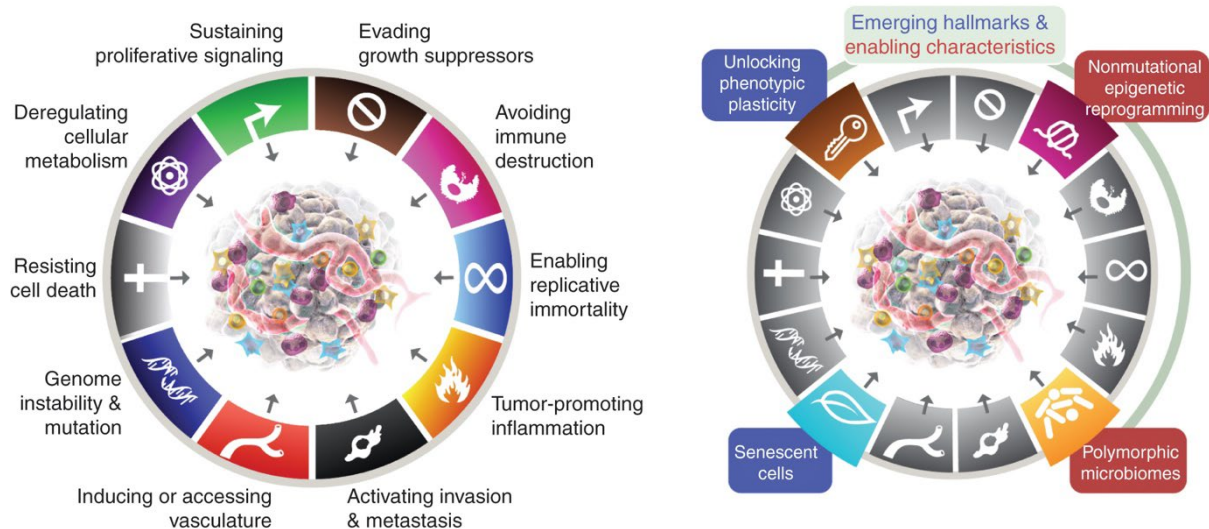 Sustaining
proliferative signaling
Evading
growth suppressors
Deregulating
cellular
metabolism
Avoiding
immune
destruction
Resisting
cell death
Enabling
replicative
immortality
Genome
instability &
mutation
Tumor-promoting
inflammation
Inducing or accessing
vasculature
Activating invasion
& metastasis
Emerging hallmarks &
enabling characteristics
Unlocking
phenotypic
plasticity
Nonmutational
epigenetic
reprogramming
Senescent
cells
Polymorphic
microbiomes